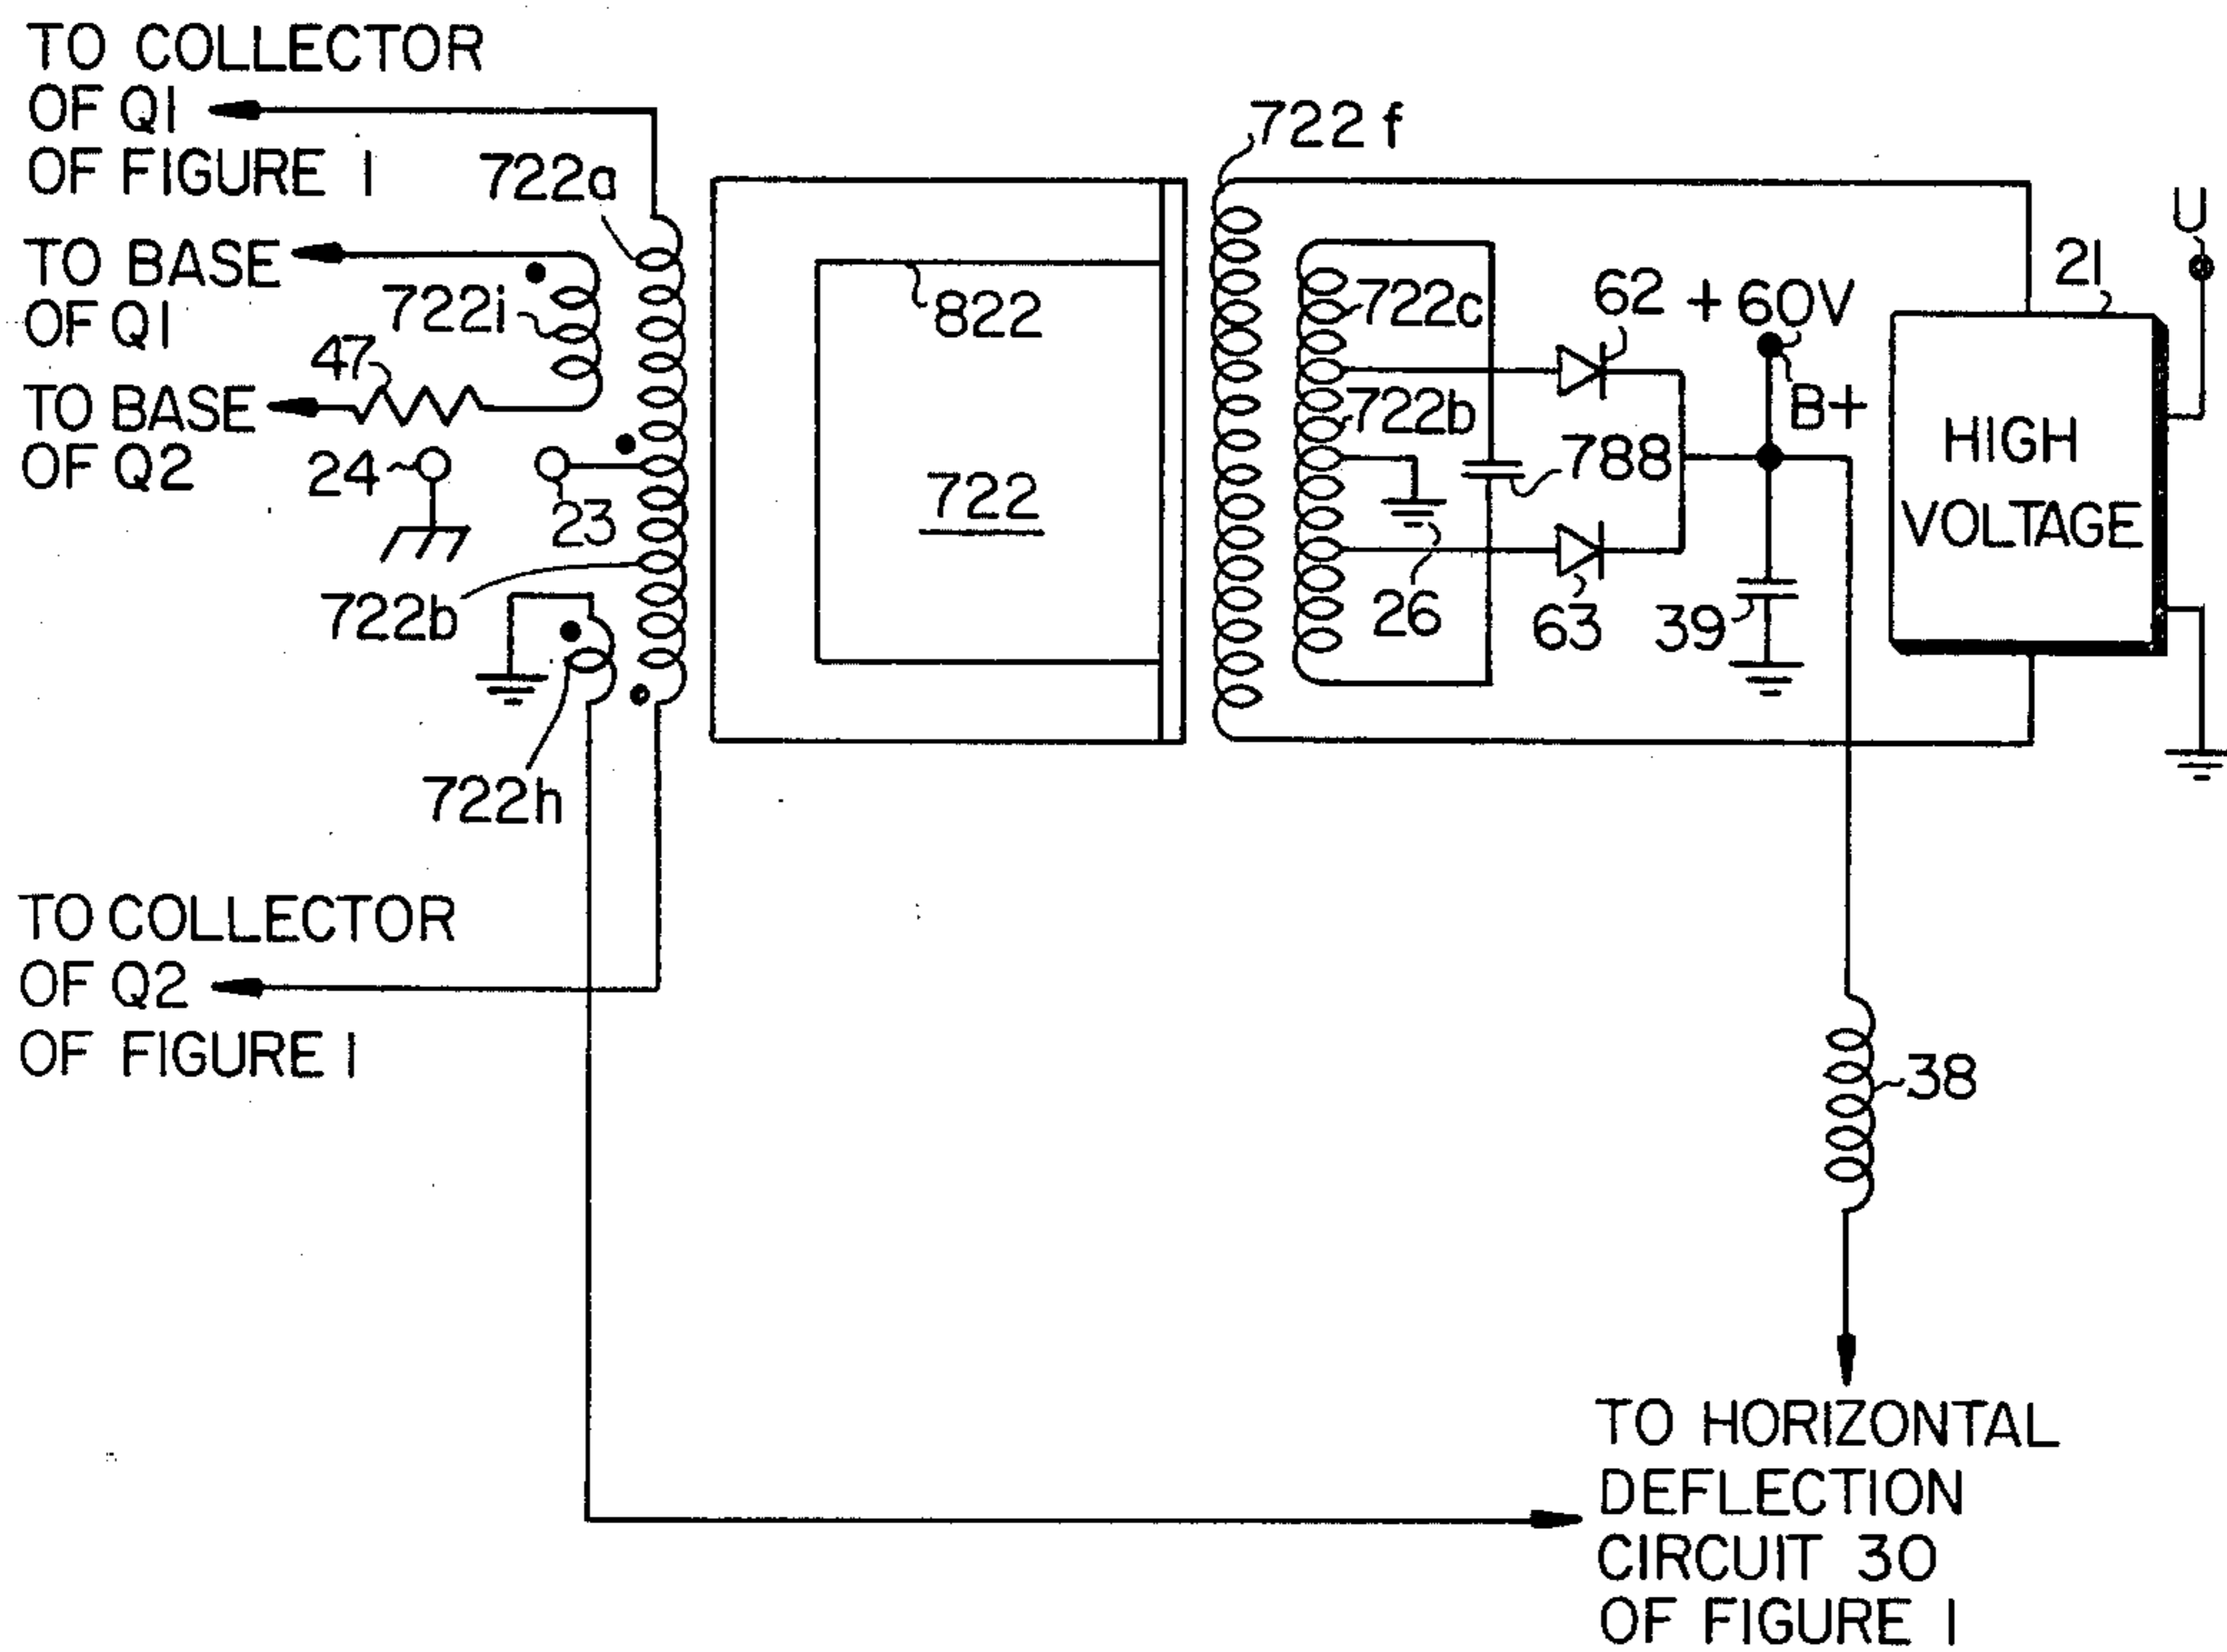 TO COLLECTOR
OF Q1
OF FIGURE 1
722a
TO BASE
OF Q1
722i
47
TO BASE
OF Q2
24
23
722b
722h
TO COLLECTOR
OF Q2
OF FIGURE 1
822
722
722f
722c
722b
788
26
62
+60V
B+
63
39
21
U
HIGH
VOLTAGE
38
TO HORIZONTAL
DEFLECTION
CIRCUIT 30
OF FIGURE 1